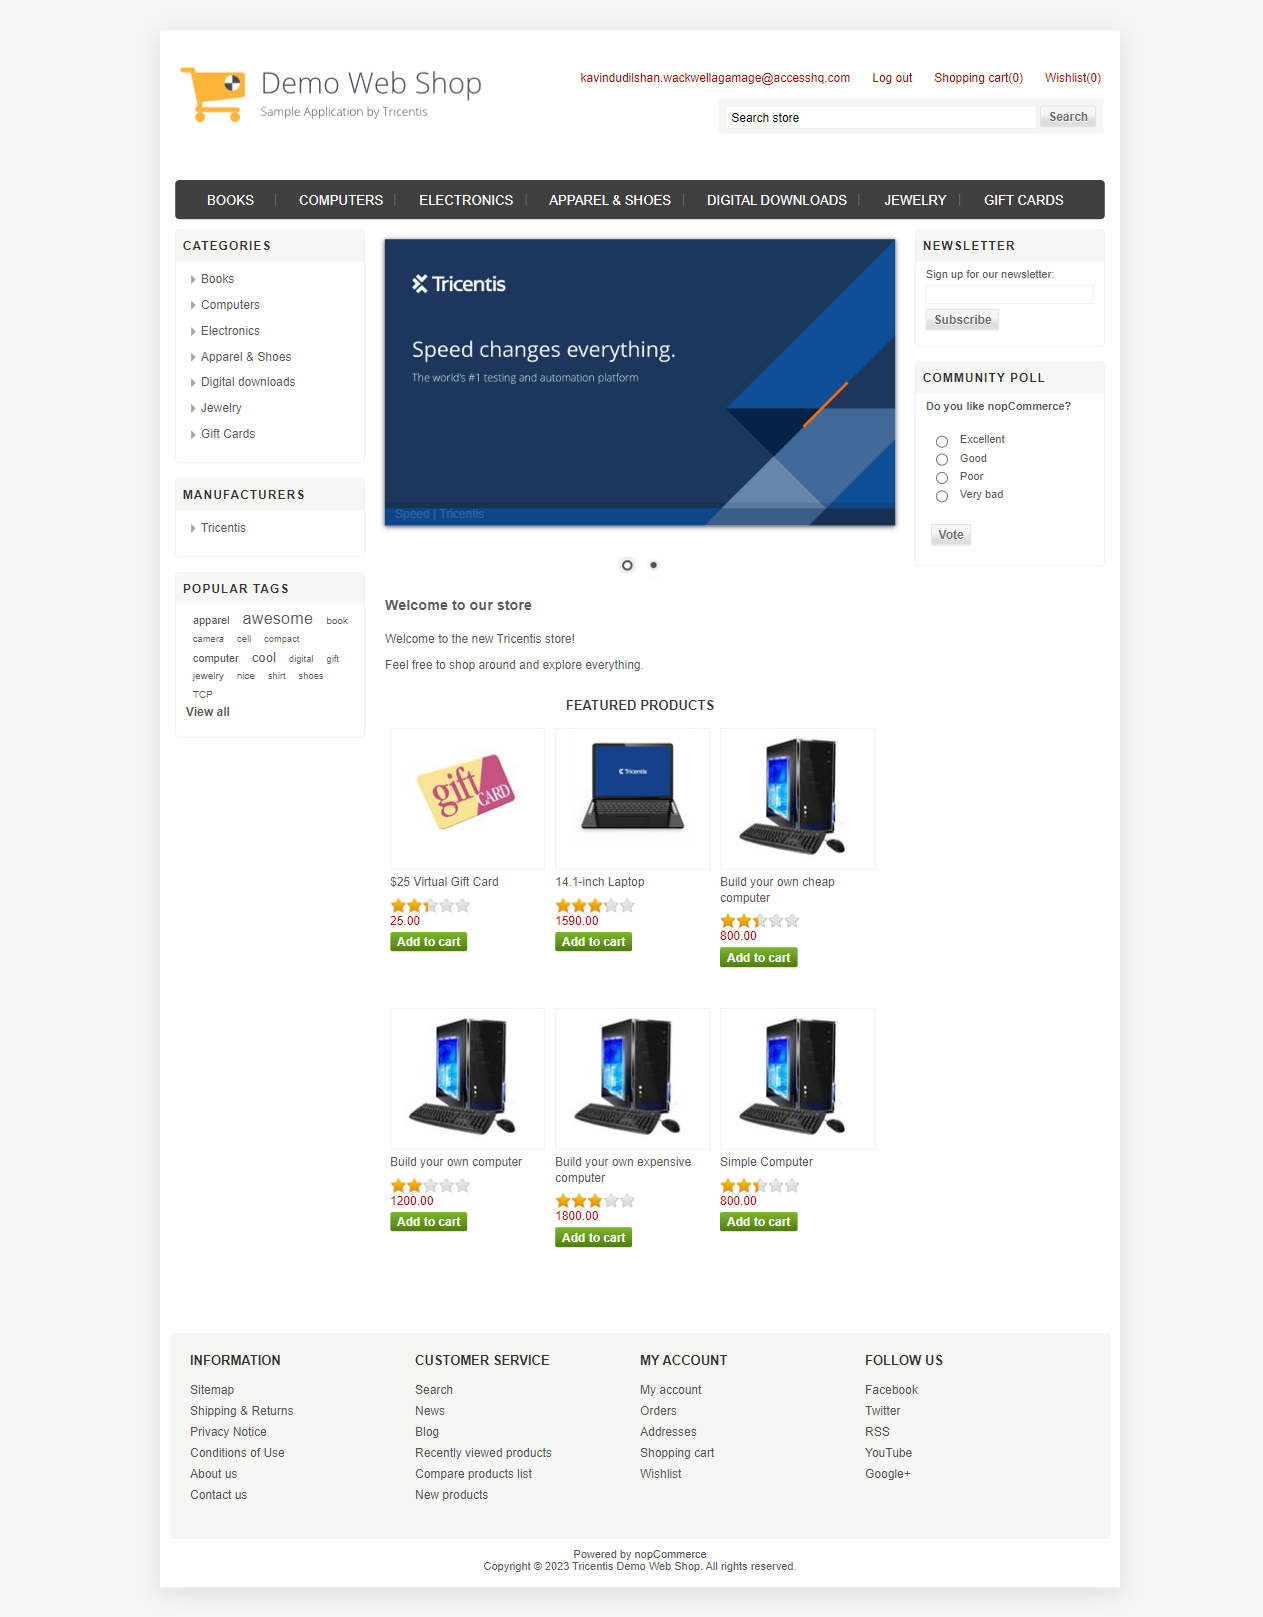 Demo Web Shop
Sample Application by Tricentis
kavindudilshan.wackwellagamage@accesshq.com Log out Shopping cart(0) Wishlist(0)
Search store Search
BOOKS COMPUTERS ELECTRONICS APPAREL & SHOES DIGITAL DOWNLOADS JEWELRY GIFT CARDS
CATEGORIES
Books
Computers
Electronics
Apparel & Shoes
Digital downloads
Jewelry
Gift Cards
MANUFACTURERS
Tricentis
POPULAR TAGS
apparel awesome book
camera cell compact
computer cool digital gift
jewelry nice shirt shoes
TCP
View all
Tricentis
Speed changes everything.
The world's #1 testing and automation platform
Speed | Tricentis
Welcome to our store
Welcome to the new Tricentis store!
Feel free to shop around and explore everything.
FEATURED PRODUCTS
gift CARD
$25 Virtual Gift Card
25.00
Add to cart
Tricentis
14.1-inch Laptop
1590.00
Add to cart
Build your own cheap
computer
800.00
Add to cart
Build your own computer
1200.00
Add to cart
Build your own expensive
computer
1800.00
Add to cart
Simple Computer
800.00
Add to cart
NEWSLETTER
Sign up for our newsletter:
Subscribe
COMMUNITY POLL
Do you like nopCommerce?
Excellent
Good
Poor
Very bad
Vote
INFORMATION
Sitemap
Shipping & Returns
Privacy Notice
Conditions of Use
About us
Contact us
CUSTOMER SERVICE
Search
News
Blog
Recently viewed products
Compare products list
New products
MY ACCOUNT
My account
Orders
Addresses
Shopping cart
Wishlist
FOLLOW US
Facebook
Twitter
RSS
YouTube
Google+
Powered by nopCommerce
Copyright © 2023 Tricentis Demo Web Shop. All rights reserved.